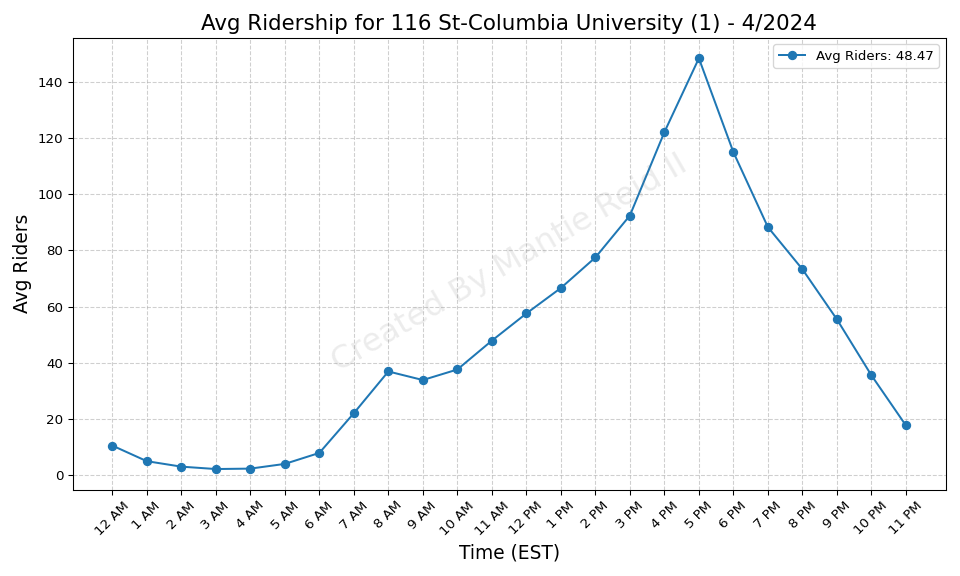 Avg Ridership for 116 St-Columbia University (1) - 4/2024
Avg Riders: 48.47
140
120
100
80
60
40
20
0
Avg Riders
Created By Mantie Reid II
12 AM
1 AM
2 AM
3 AM
4 AM
5 AM
6 AM
7 AM
8 AM
9 AM
10 AM
11 AM
12 PM
1 PM
2 PM
3 PM
4 PM
5 PM
6 PM
7 PM
8 PM
9 PM
10 PM
11 PM
Time (EST)